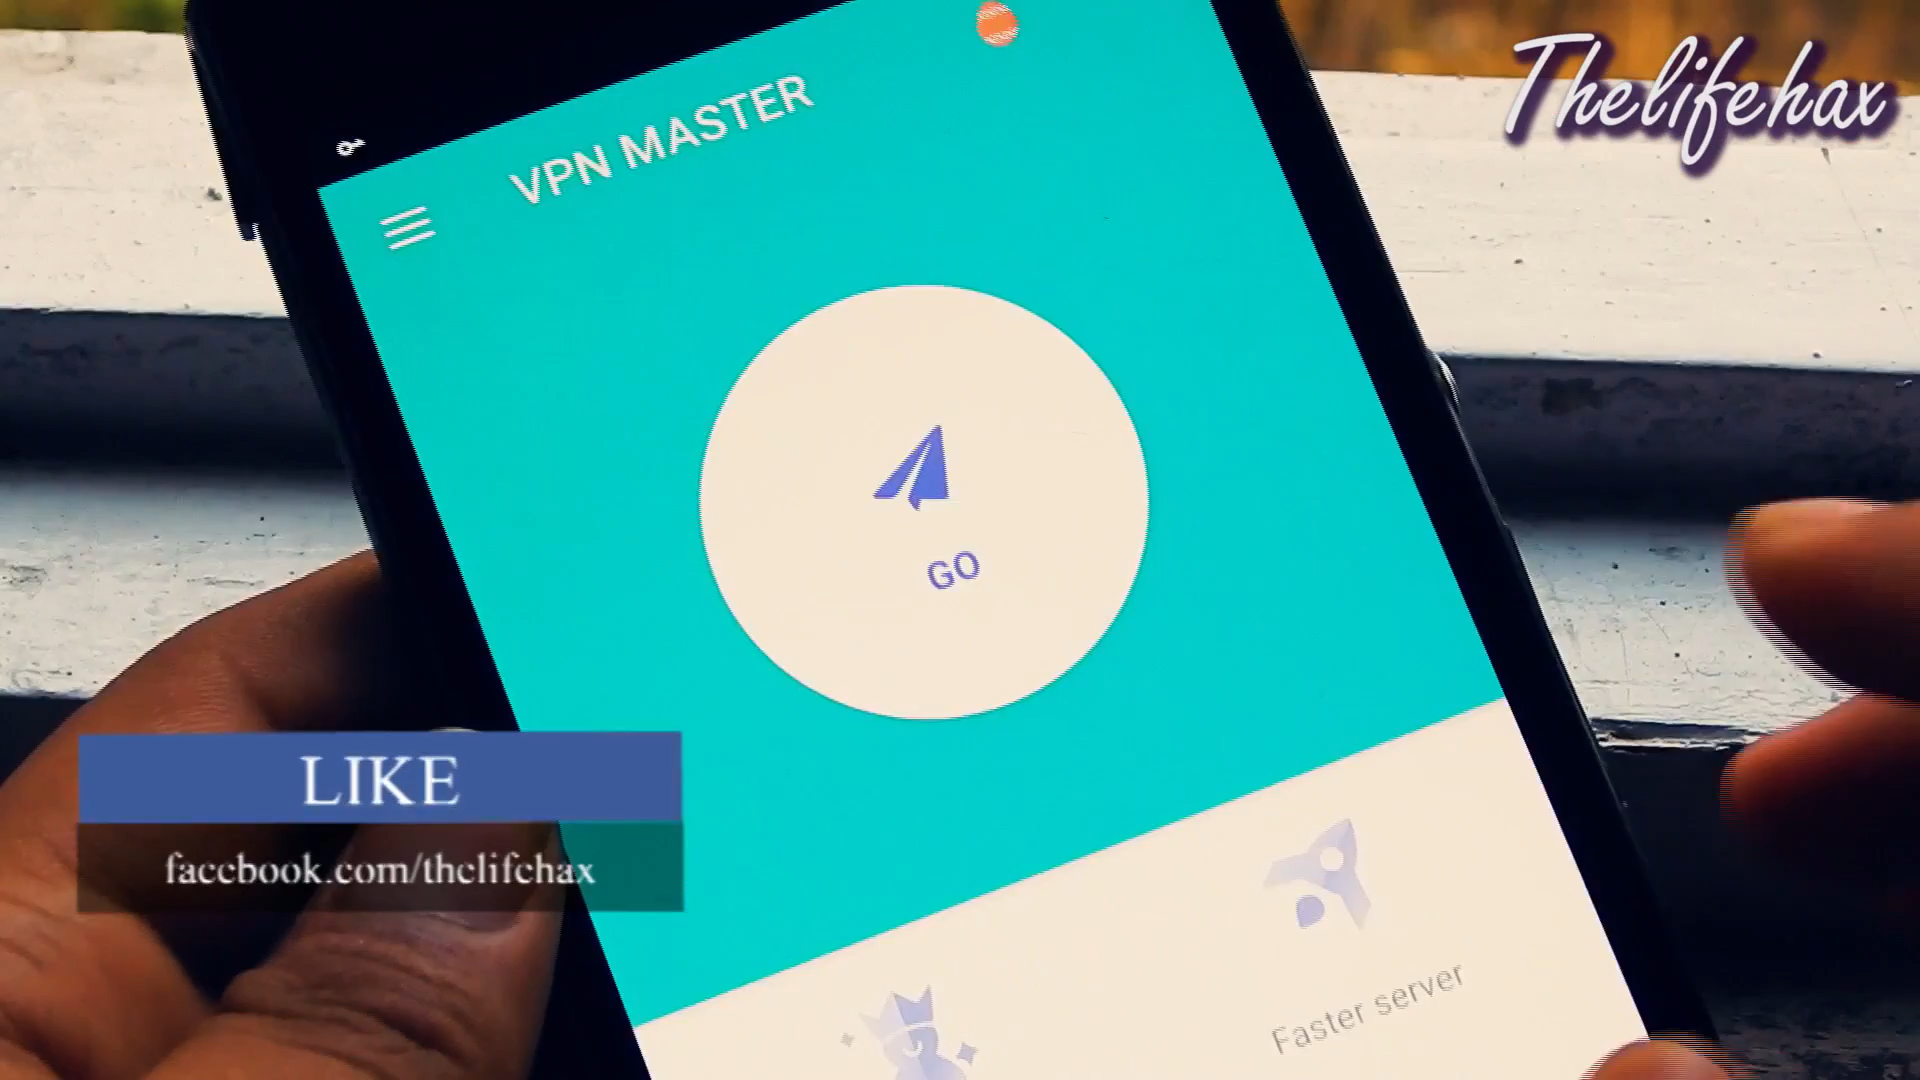 Thelifehax
VPN MASTER
GO
LIKE
facebook.com/thelifehax
Faster server